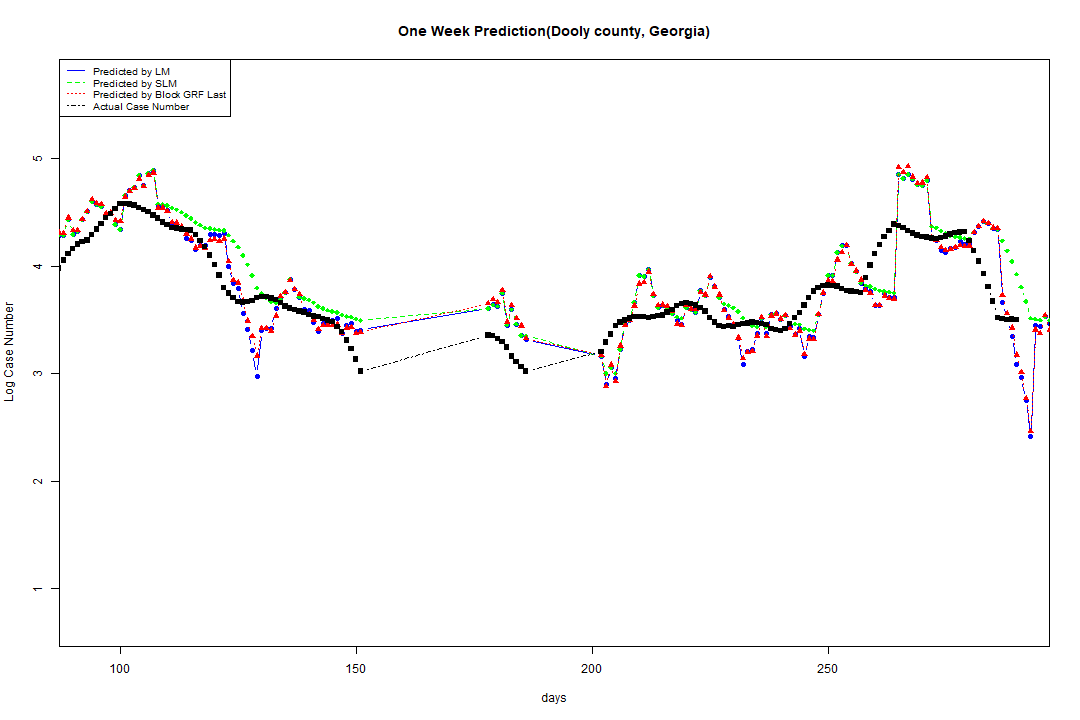 One Week Prediction(Dooly county, Georgia)
Predicted by LM
Predicted by SLM
Predicted by Block GRF Last
Actual Case Number
5
4
3
2
1
Log Case Number
100
150
200
250
days